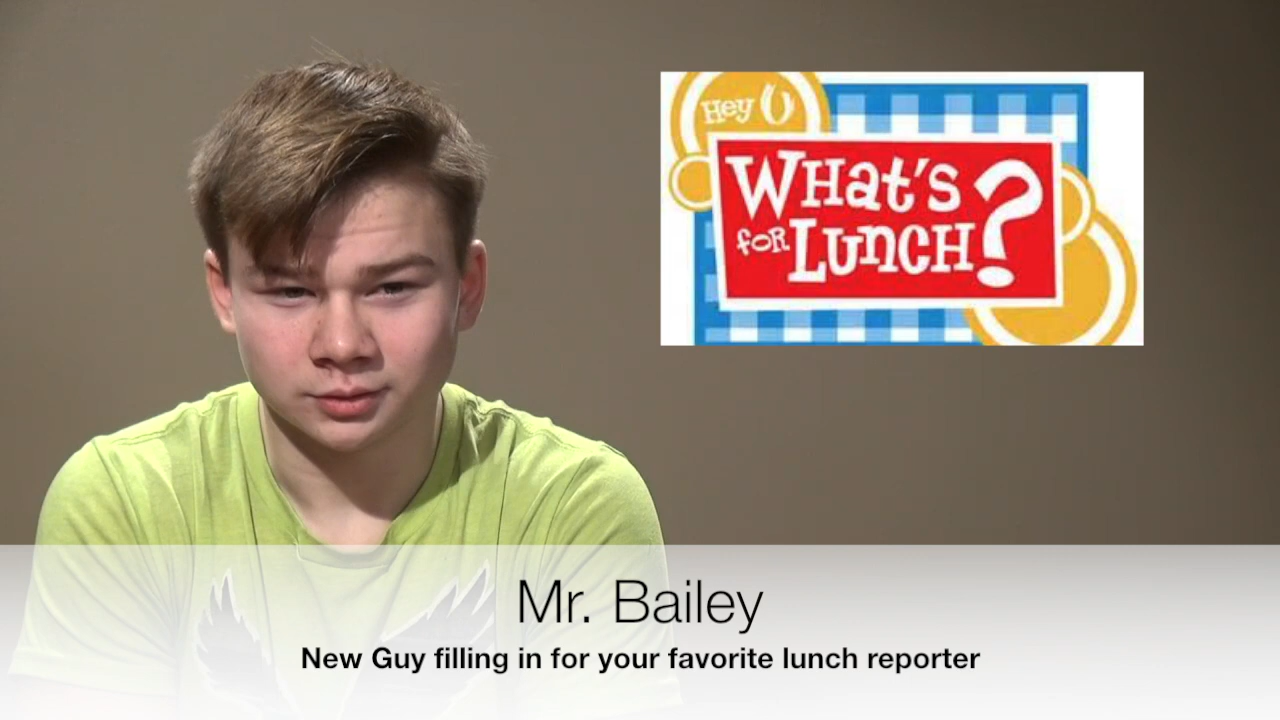 Hey U
WHat's
foR LuncH?
Mr. Bailey
New Guy filling in for your favorite lunch reporter